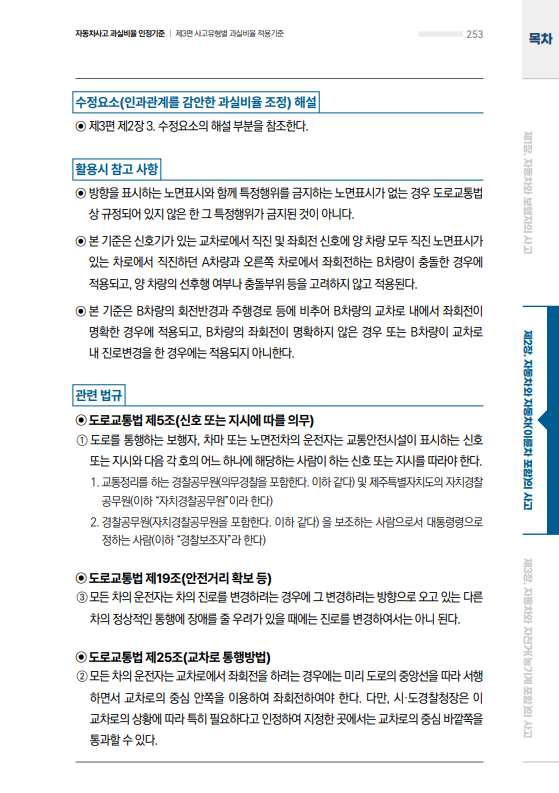 자동차사고 과실비율 인정기준 | 제3편 사고유형별 과실비율 적용기준
253
목차
수정요소(인과관계를 감안한 과실비율 조정) 해설
◉ 제3편 제2장 3. 수정요소의 해설 부분을 참조한다.
활용시 참고 사항
◉ 방향을 표시하는 노면표시와 함께 특정행위를 금지하는 노면표시가 없는 경우 도로교통법
상 규정되어 있지 않은 한 그 특정행위가 금지된 것이 아니다.
◉ 본 기준은 신호기가 있는 교차로에서 직진 및 좌회전 신호에 양 차량 모두 직진 노면표시가
있는 차로에서 직진하던 A차량과 오른쪽 차로에서 좌회전하는 B차량이 충돌한 경우에
적용되고, 양 차량의 선후행 여부나 충돌부위 등을 고려하지 않고 적용된다.
◉ 본 기준은 B차량의 회전반경과 주행경로 등에 비추어 B차량의 교차로 내에서 좌회전이
명확한 경우에 적용되고, B차량의 좌회전이 명확하지 않은 경우 또는 B차량이 교차로
내 진로변경을 한 경우에는 적용되지 아니한다.
관련 법규
◉ 도로교통법 제5조(신호 또는 지시에 따를 의무)
① 도로를 통행하는 보행자, 차마 또는 노면전차의 운전자는 교통안전시설이 표시하는 신호
또는 지시와 다음 각 호의 어느 하나에 해당하는 사람이 하는 신호 또는 지시를 따라야 한다.
1. 교통정리를 하는 경찰공무원(의무경찰을 포함한다. 이하 같다) 및 제주특별자치도의 자치경찰
공무원(이하 “자치경찰공무원”이라 한다)
2. 경찰공무원(자치경찰공무원을 포함한다. 이하 같다) 을 보조하는 사람으로서 대통령령으로
정하는 사람(이하 “경찰보조자”라 한다)
◉ 도로교통법 제19조(안전거리 확보 등)
③ 모든 차의 운전자는 차의 진로를 변경하려는 경우에 그 변경하려는 방향으로 오고 있는 다른
차의 정상적인 통행에 장애를 줄 우려가 있을 때에는 진로를 변경하여서는 아니 된다.
◉ 도로교통법 제25조(교차로 통행방법)
② 모든 차의 운전자는 교차로에서 좌회전을 하려는 경우에는 미리 도로의 중앙선을 따라 서행
하면서 교차로의 중심 안쪽을 이용하여 좌회전하여야 한다. 다만, 시·도경찰청장은 이
교차로의 상황에 따라 특히 필요하다고 인정하여 지정한 곳에서는 교차로의 중심 바깥쪽을
통과할 수 있다.
제1장. 자동차와 보행자의 사고
제2장. 자동차와 자동차(이륜차 포함)의 사고
제3장. 자동차와 자전거(농기계 포함)의 사고